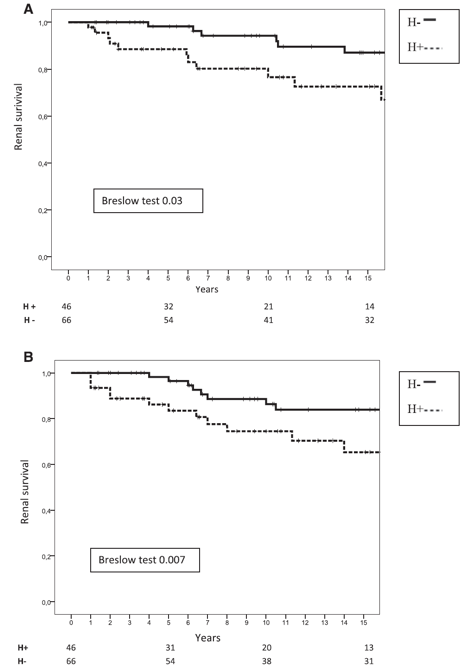 A
H-
H+
1,0
0,8
0,6
0,4
0,2
0,0
Renal survival
Breslow test 0.03
0 1 2 3 4 5 6 7 8 9 10 11 12 13 14 15
Years
H + 46 32 21 14
H - 66 54 41 32
B
H-
H+
1,0
0,8
0,6
0,4
0,2
0,0
Renal survival
Breslow test 0.007
0 1 2 3 4 5 6 7 8 9 10 11 12 13 14 15
Years
H+ 46 31 20 13
H- 66 54 38 31